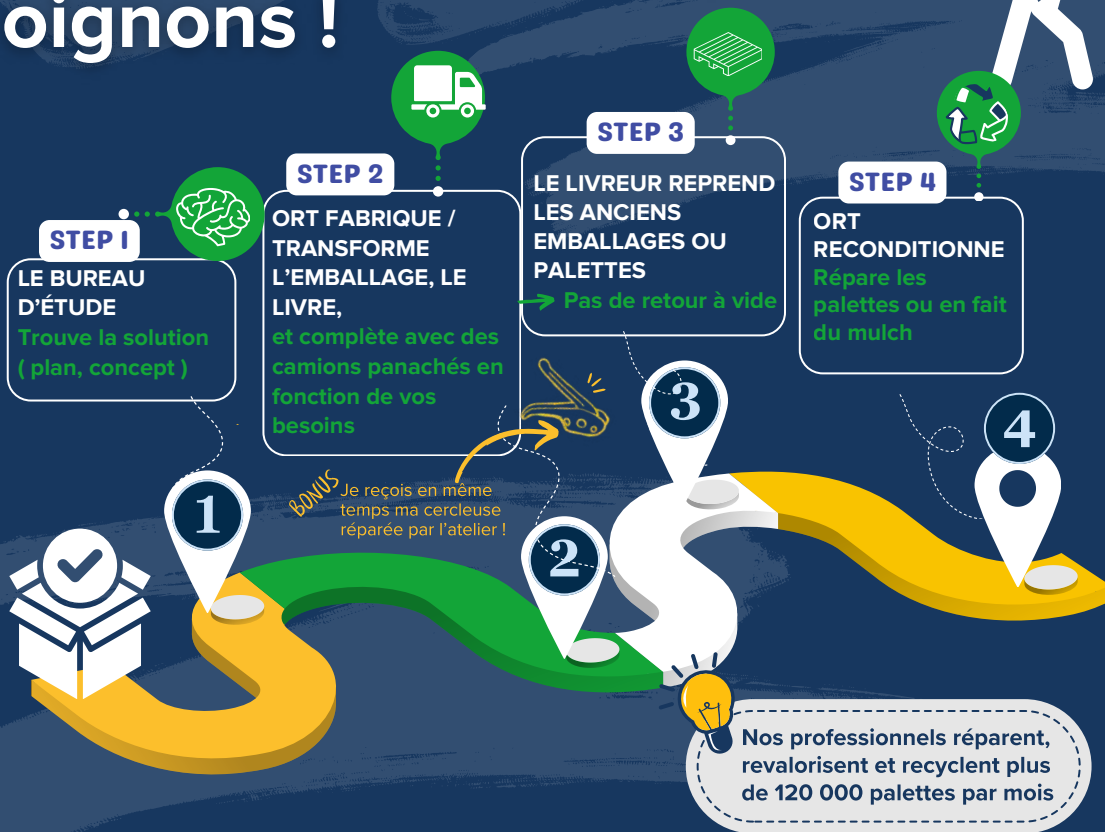 oignons !
STEP 1
LE BUREAU
D'ÉTUDE
Trouve la solution
( plan, concept )
STEP 2
ORT FABRIQUE /
TRANSFORME
L'EMBALLAGE, LE
LIVRE,
et complète avec des
camions panachés en
fonction de vos
besoins
STEP 3
LE LIVREUR REPREND
LES ANCIENS
EMBALLAGES OU
PALETTES
Pas de retour à vide
STEP 4
ORT
RECONDITIONNE
Répare les
palettes ou en fait
du mulch
BONUS
Je reçois en même
temps ma cercleuse
réparée par l'atelier !
1
2
3
4
Nos professionnels réparent,
revalorisent et recyclent plus
de 120 000 palettes par mois